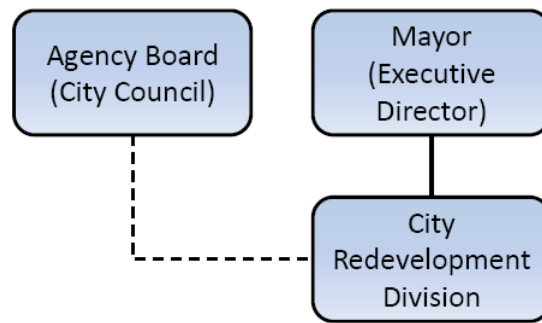 Agency Board
(City Council)
Mayor
(Executive
Director)
City
Redevelopment
Division